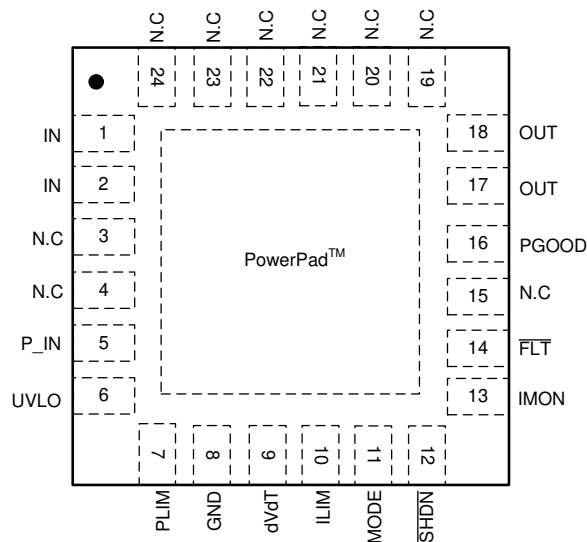 N.C N.C N.C N.C N.C N.C
24 23 22 21 20 19
IN 1
IN 2
N.C 3
N.C 4
P_IN 5
UVLO 6
PowerPad™
18 OUT
17 OUT
16 PGOOD
15 N.C
14 F̅L̅T̅
13 IMON
7 8 9 10 11 12
PLIM GND dVdT ILIM MODE S̅H̅D̅N̅